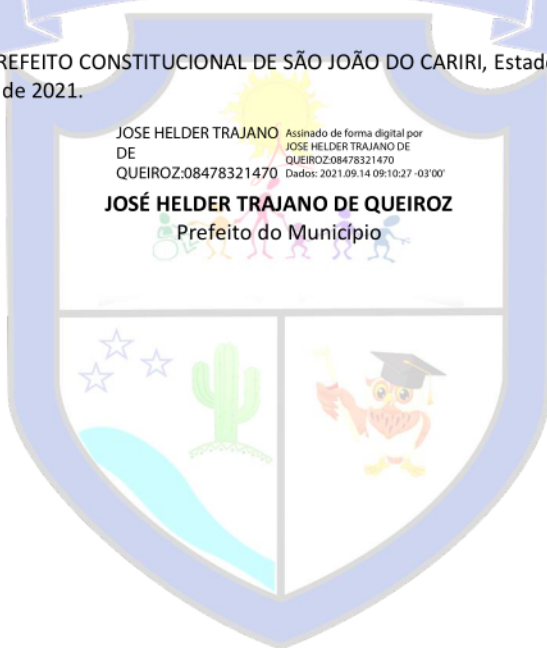 REFEITO CONSTITUCIONAL DE SÃO JOÃO DO CARIRI, Estado
de 2021.
JOSE HELDER TRAJANO
DE
QUEIROZ:08478321470
Assinado de forma digital por
JOSE HELDER TRAJANO DE
QUEIROZ:08478321470
Dados: 2021.09.14 09:10:27 -03'00'
JOSÉ HELDER TRAJANO DE QUEIROZ
Prefeito do Município